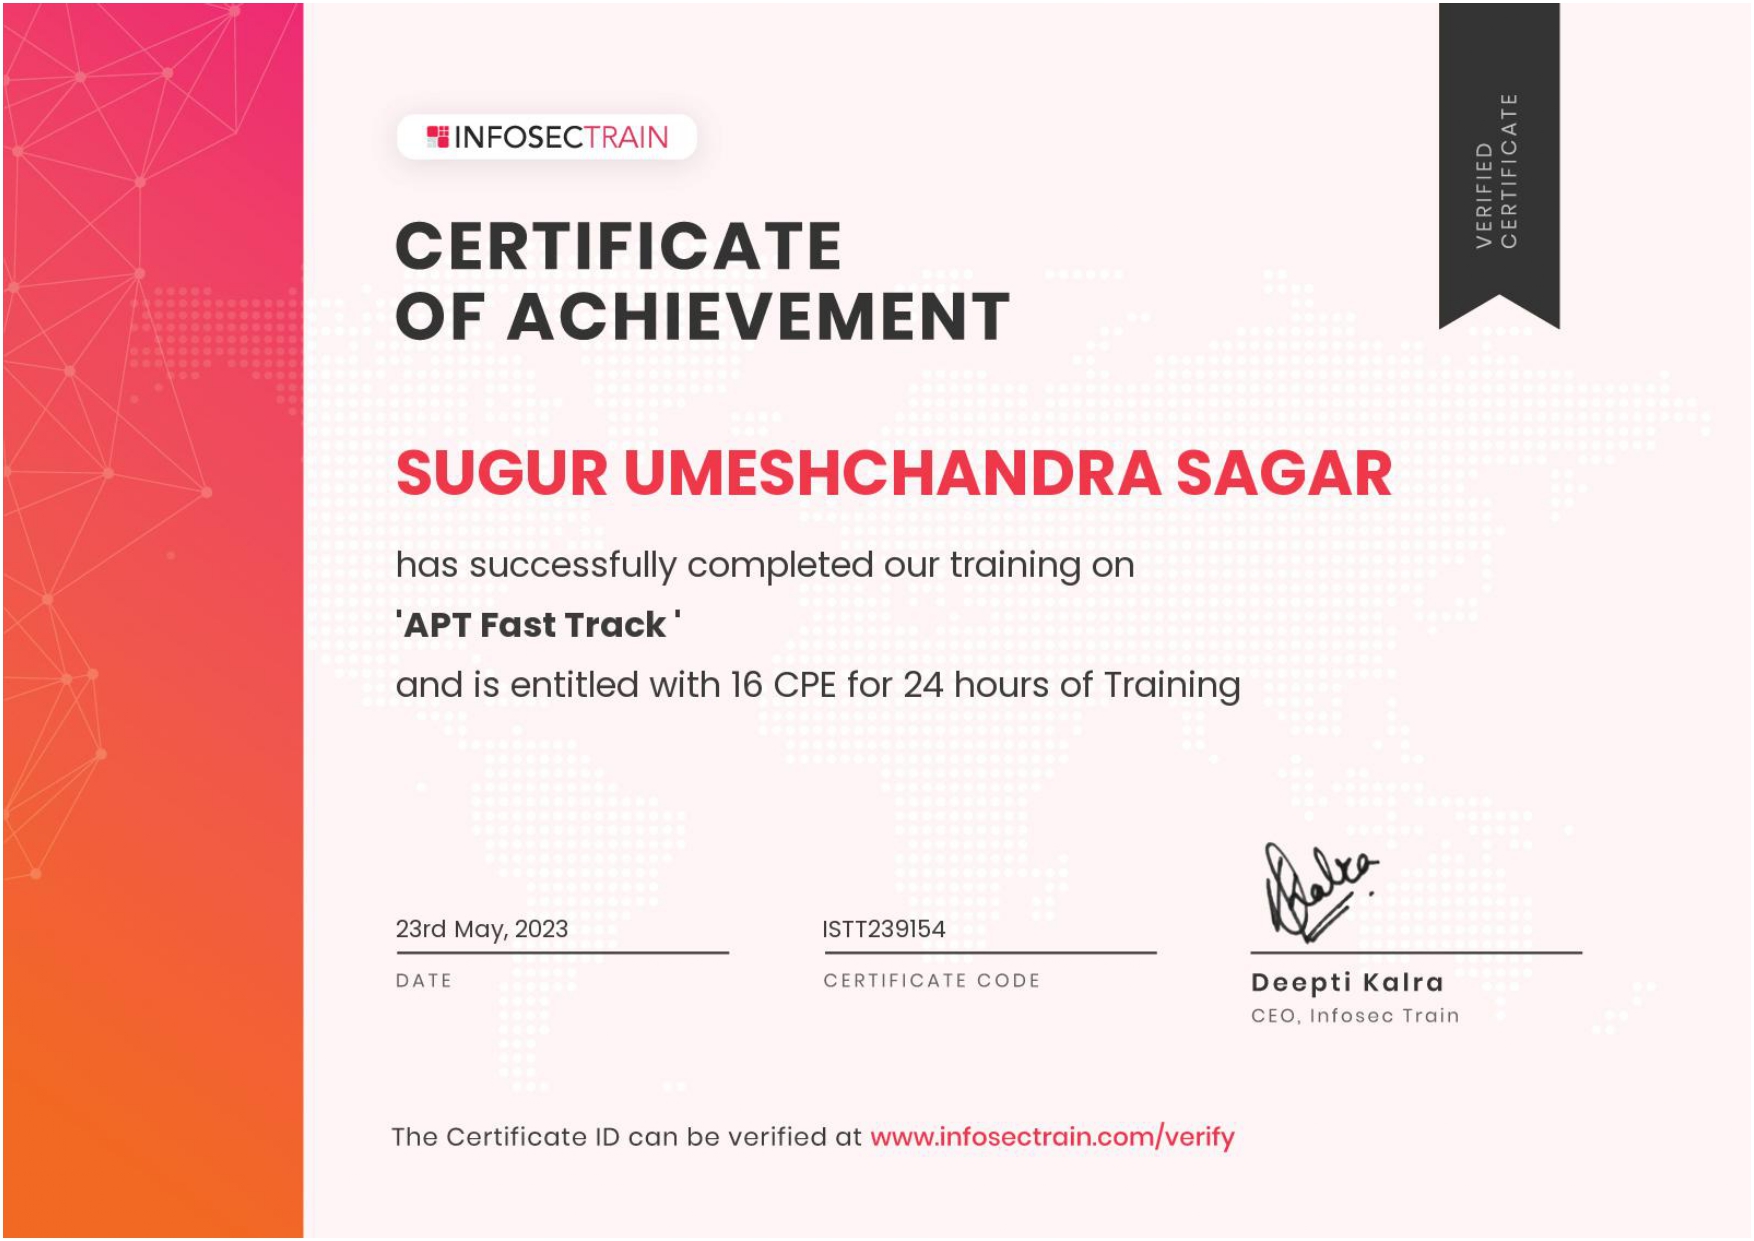 INFOSECTRAIN
VERIFIED
CERTIFICATE
CERTIFICATE
OF ACHIEVEMENT
SUGUR UMESHCHANDRA SAGAR
has successfully completed our training on
'APT Fast Track '
and is entitled with 16 CPE for 24 hours of Training
23rd May, 2023
DATE
ISTT239154
CERTIFICATE CODE
Kalra
Deepti Kalra
CEO, Infosec Train
The Certificate ID can be verified at www.infosectrain.com/verify